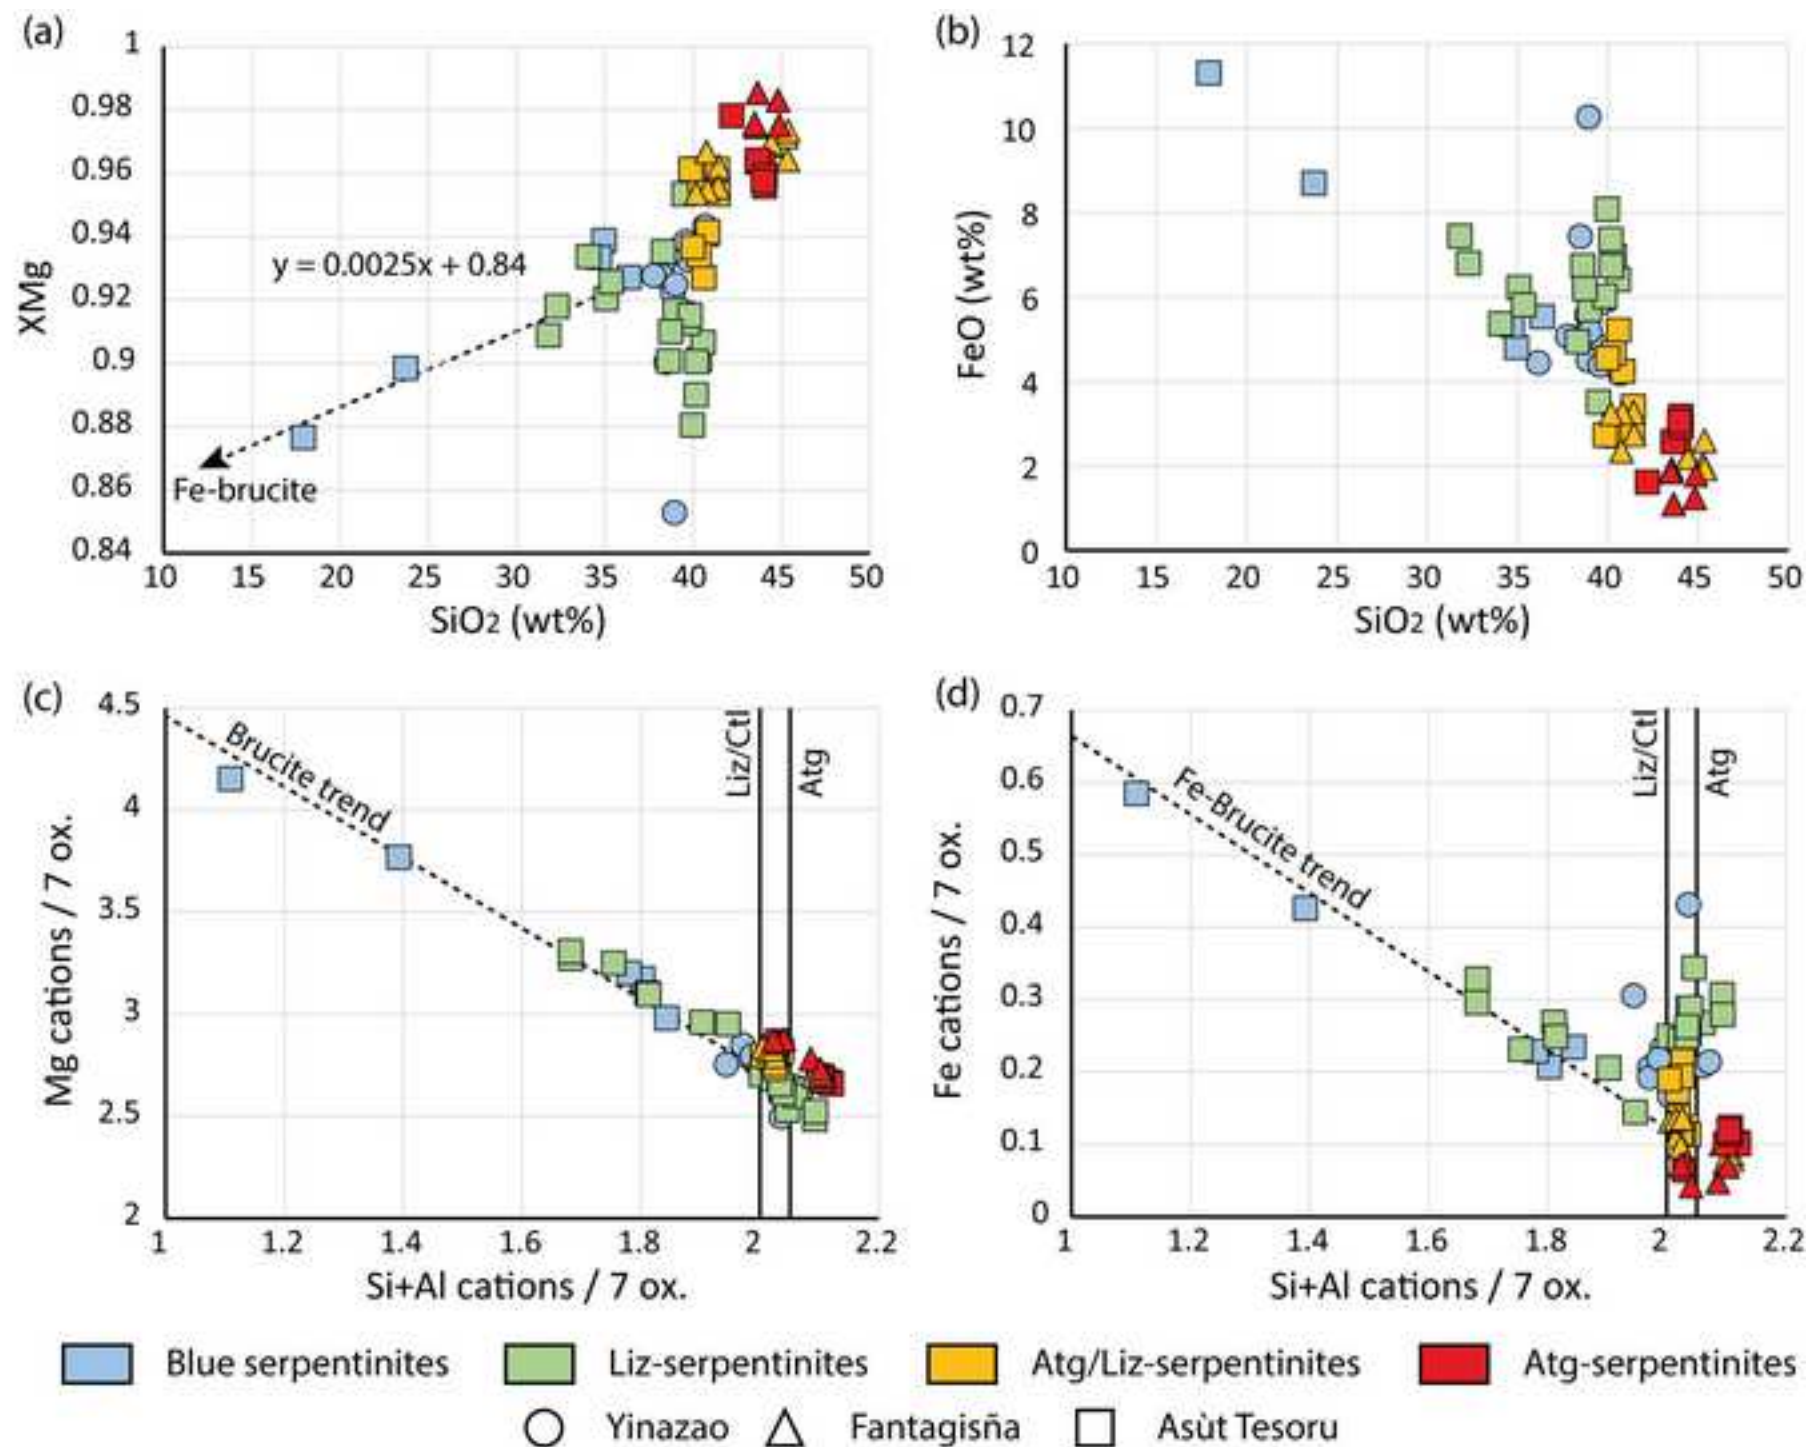 (a)
1
0.98
0.96
0.94
0.92
0.9
0.88
0.86
0.84
XMg
y = 0.0025x + 0.84
Fe-brucite
10 15 20 25 30 35 40 45 50
SiO2 (wt%)
(b)
12
10
8
6
4
2
0
FeO (wt%)
10 15 20 25 30 35 40 45 50
SiO2 (wt%)
(c)
4.5
4
3.5
3
2.5
2
Mg cations / 7 ox.
Brucite trend
Liz/Ctl
Atg
1 1.2 1.4 1.6 1.8 2 2.2
Si+Al cations / 7 ox.
(d)
0.7
0.6
0.5
0.4
0.3
0.2
0.1
0
Fe cations / 7 ox.
Fe-Brucite trend
Liz/Ctl
Atg
1 1.2 1.4 1.6 1.8 2 2.2
Si+Al cations / 7 ox.
Blue serpentinites Liz-serpentinites Atg/Liz-serpentinites Atg-serpentinites
Yinazao Fantagisña Asùt Tesoru